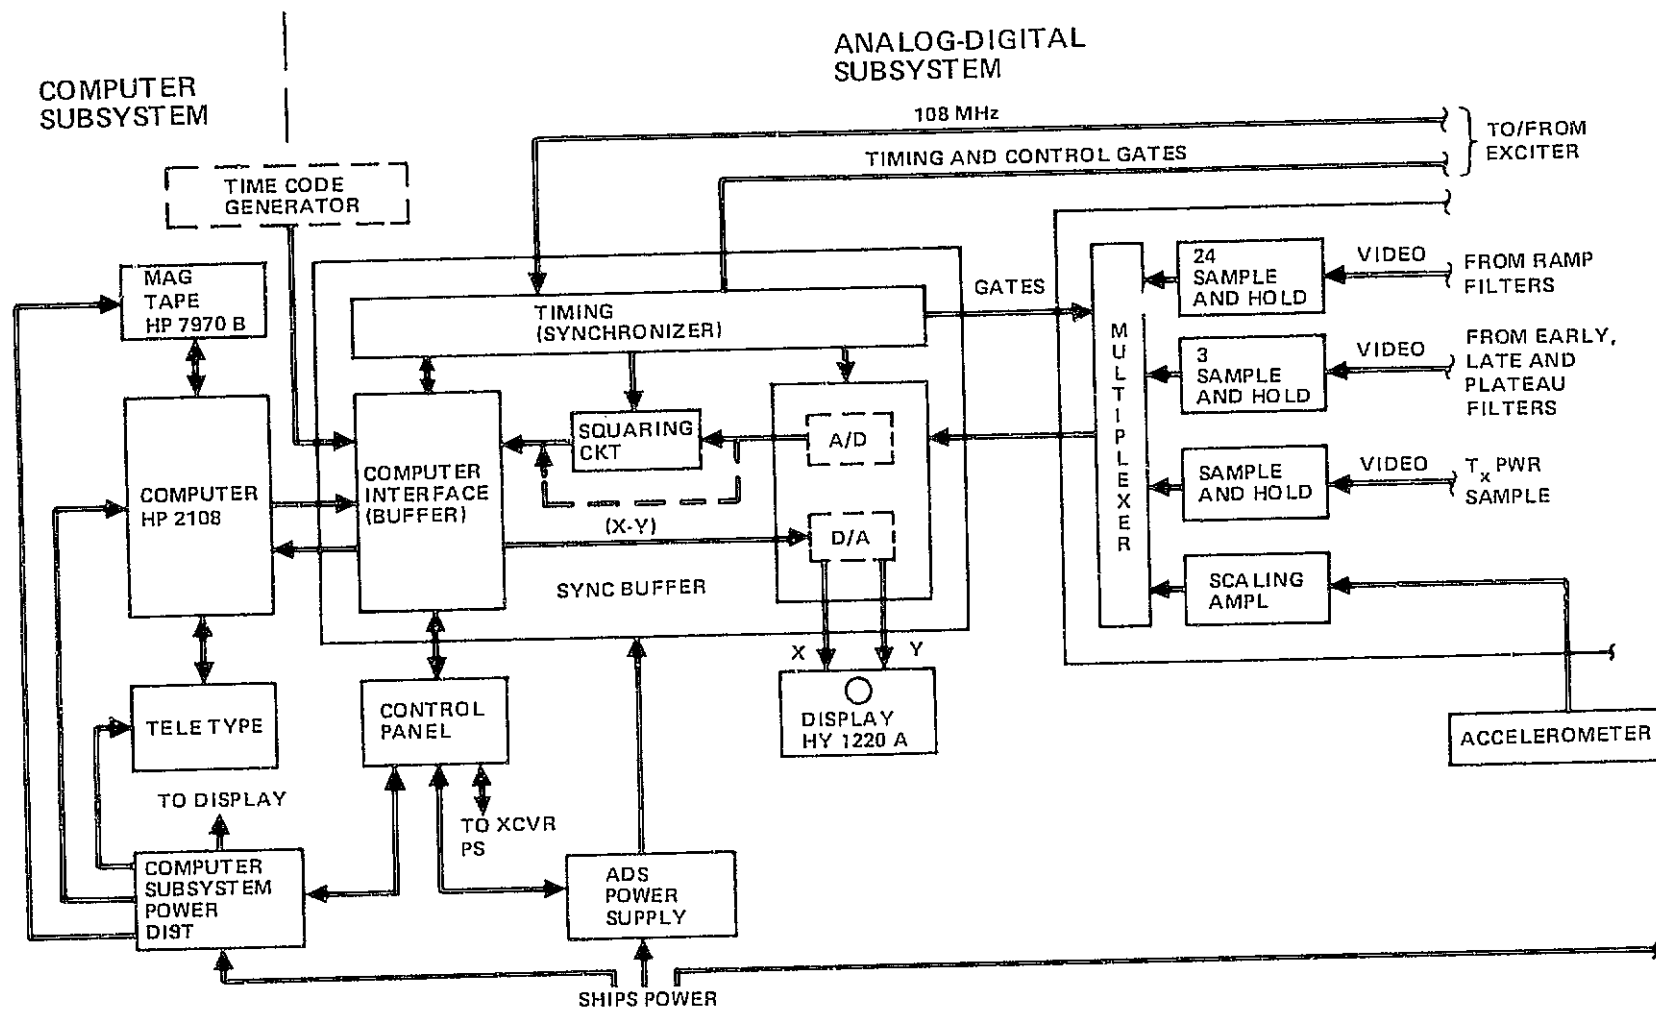 ANALOG-DIGITAL
SUBSYSTEM
COMPUTER
SUBSYSTEM
108 MHz
TO/FROM
EXCITER
TIMING AND CONTROL GATES
TIME CODE
GENERATOR
MAG
TAPE
HP 7970 B
TIMING
(SYNCHRONIZER)
GATES
24
SAMPLE
AND HOLD
VIDEO
FROM RAMP
FILTERS
MULTIPLEXER
3
SAMPLE
AND HOLD
VIDEO
FROM EARLY,
LATE AND
PLATEAU
FILTERS
SQUARING
CKT
A/D
COMPUTER
INTERFACE
(BUFFER)
COMPUTER
HP 2108
SAMPLE
AND HOLD
VIDEO
Tx PWR
SAMPLE
(X-Y)
D/A
SYNC BUFFER
SCALING
AMPL
X
Y
TELETYPE
CONTROL
PANEL
DISPLAY
HY 1220 A
ACCELEROMETER
TO DISPLAY
TO XCVR
PS
COMPUTER
SUBSYSTEM
POWER
DIST
ADS
POWER
SUPPLY
SHIPS POWER